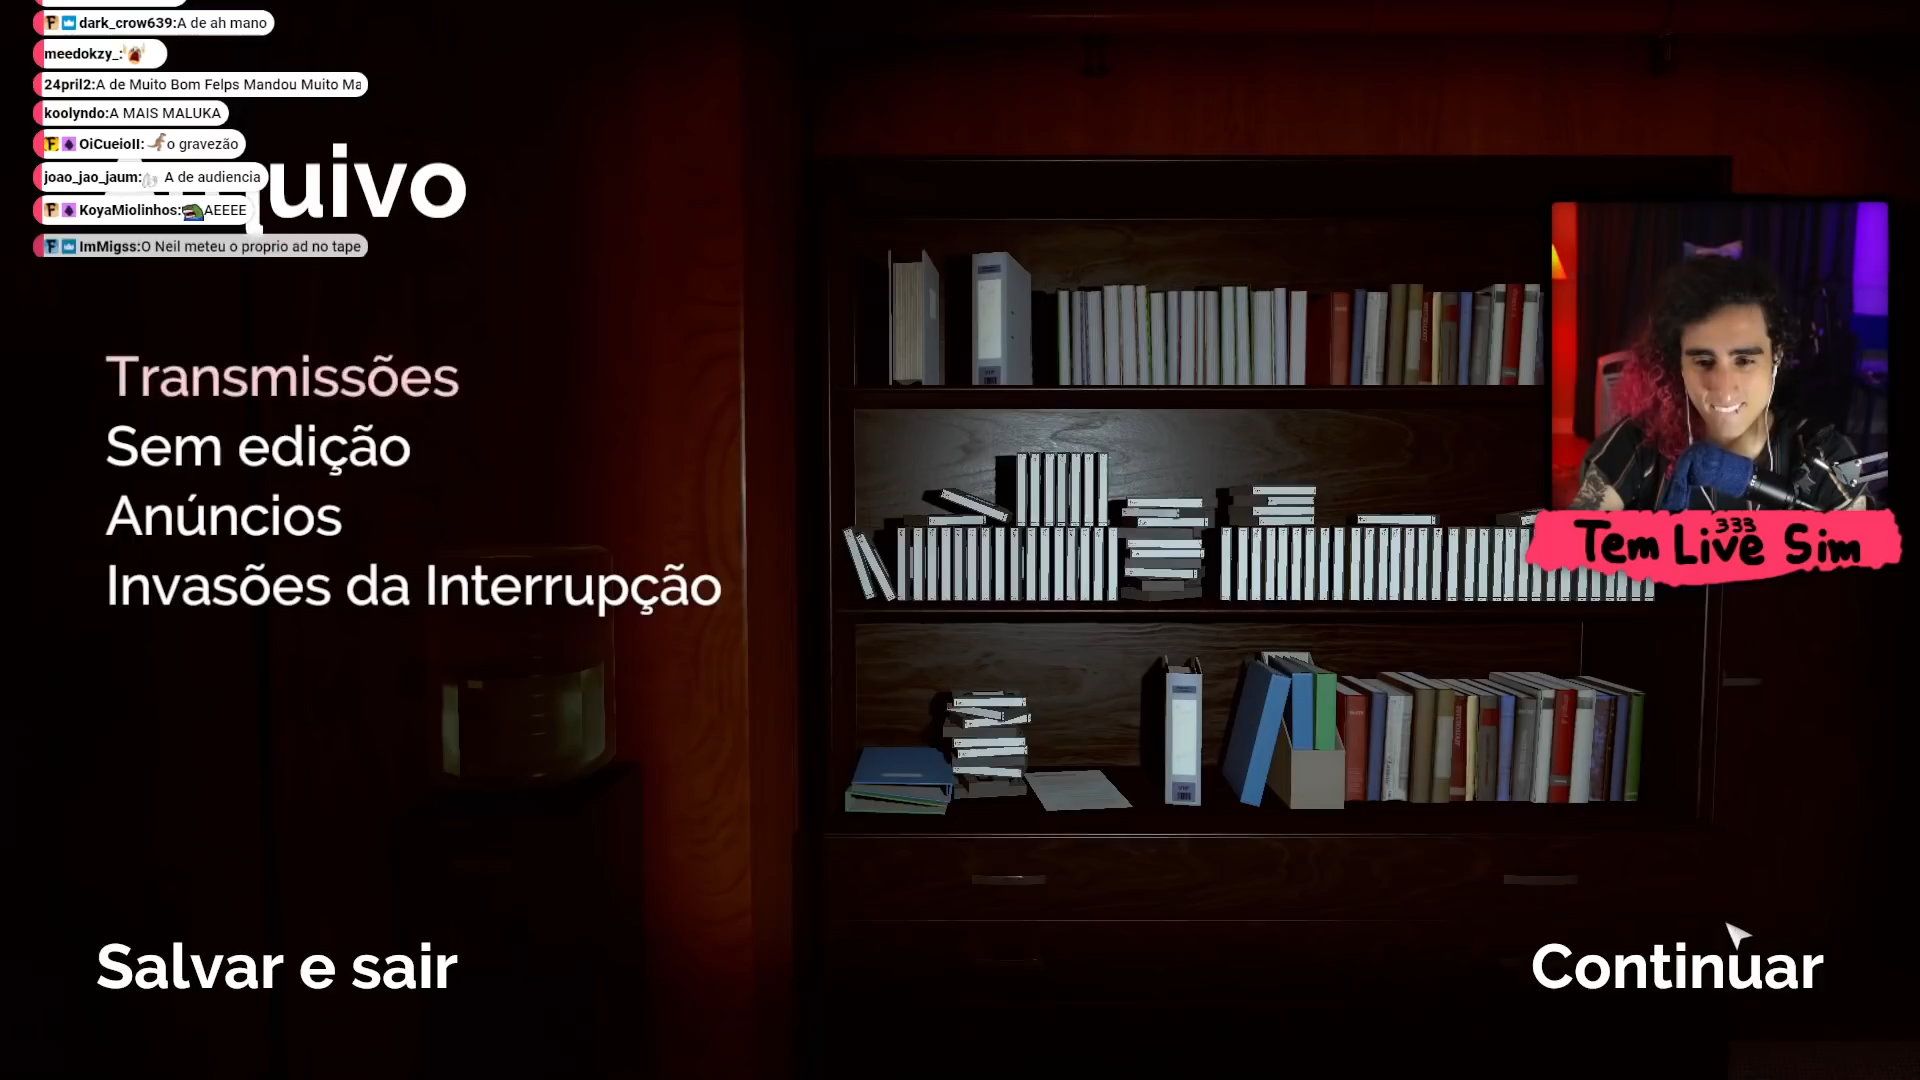 dark_crow639:A de ah mano
meedokzy_:
24pril2:A de Muito Bom Felps Mandou Muito Ma
koolyndo:A MAIS MALUKA
OiCueioII: o gravezão
joao_jao_jaum: A de audiencia
KoyaMiolinhos: AEEEE
ImMigss:O Neil meteu o proprio ad no tape
quivo
Transmissões
Sem edição
Anúncios
Invasões da Interrupção
333
Tem Live Sim
Salvar e sair
Continuar